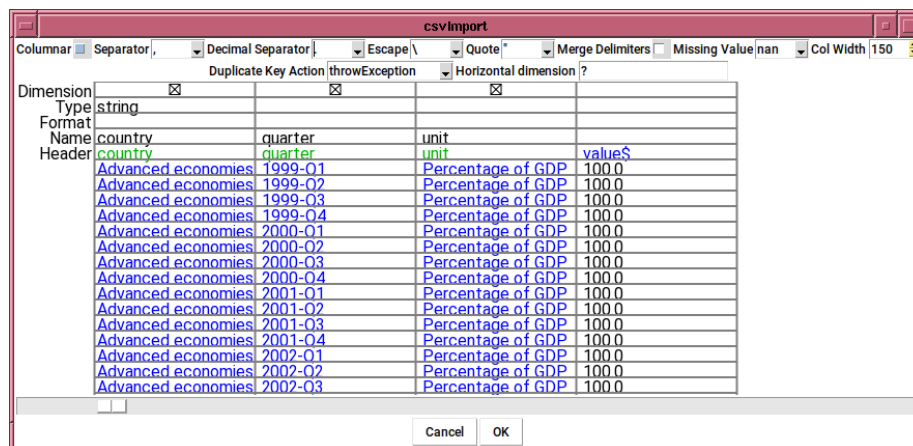 csvImport
Columnar Separator , Decimal Separator . Escape \ Quote " Merge Delimiters Missing Value nan Col Width 150
Duplicate Key Action throwException Horizontal dimension ?
Dimension
Type string
Format
Name country quarter unit
Header country quarter unit value$
Advanced economies 1999-Q1 Percentage of GDP 100.0
Advanced economies 1999-Q2 Percentage of GDP 100.0
Advanced economies 1999-Q3 Percentage of GDP 100.0
Advanced economies 1999-Q4 Percentage of GDP 100.0
Advanced economies 2000-Q1 Percentage of GDP 100.0
Advanced economies 2000-Q2 Percentage of GDP 100.0
Advanced economies 2000-Q3 Percentage of GDP 100.0
Advanced economies 2000-Q4 Percentage of GDP 100.0
Advanced economies 2001-Q1 Percentage of GDP 100.0
Advanced economies 2001-Q2 Percentage of GDP 100.0
Advanced economies 2001-Q3 Percentage of GDP 100.0
Advanced economies 2001-Q4 Percentage of GDP 100.0
Advanced economies 2002-Q1 Percentage of GDP 100.0
Advanced economies 2002-Q2 Percentage of GDP 100.0
Advanced economies 2002-Q3 Percentage of GDP 100.0
Cancel OK